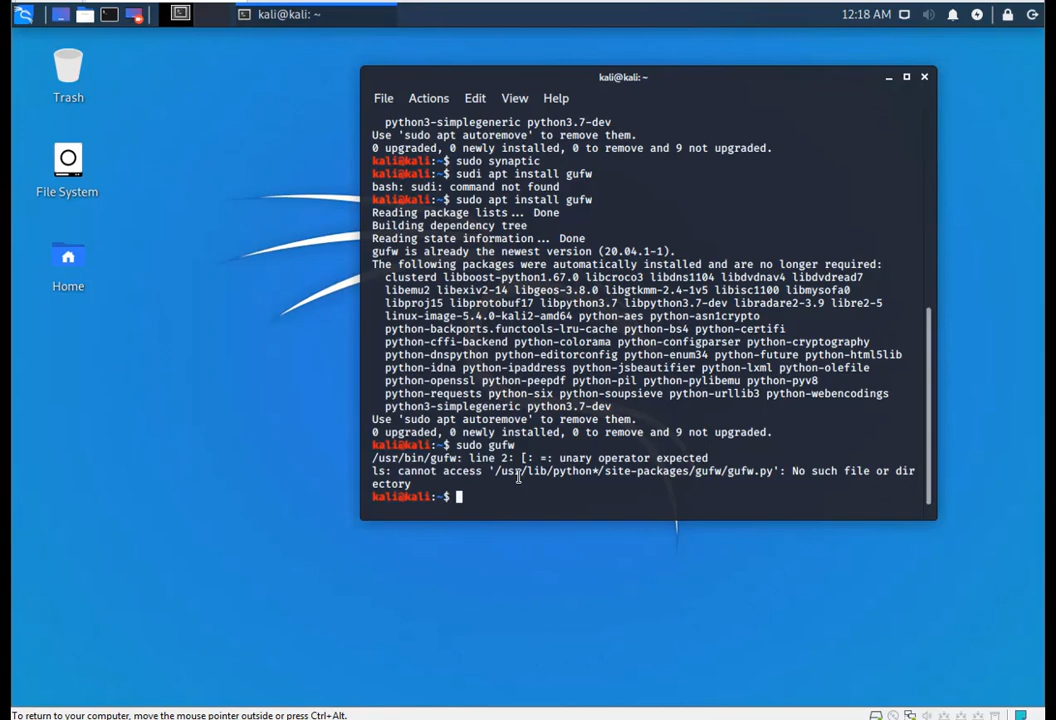 kali@kali: ~
12:18 AM
Trash
File System
Home
kali@kali: ~
File Actions Edit View Help
python3-simplegeneric python3.7-dev
Use 'sudo apt autoremove' to remove them.
0 upgraded, 0 newly installed, 0 to remove and 9 not upgraded.
kali@kali:~$ sudo synaptic
kali@kali:~$ sudi apt install gufw
bash: sudi: command not found
kali@kali:~$ sudo apt install gufw
Reading package lists... Done
Building dependency tree
Reading state information... Done
gufw is already the newest version (20.04.1-1).
The following packages were automatically installed and are no longer required:
clusterd libboost-python1.67.0 libcroco3 libdns1104 libdvdnav4 libdvdread7
libemu2 libexiv2-14 libgeos-3.8.0 libgtkmm-2.4-1v5 libisc1100 libmysofa0
libproj15 libprotobuf17 libpython3.7 libpython3.7-dev libradare2-3.9 libre2-5
linux-image-5.4.0-kali2-amd64 python-aes python-asn1crypto
python-backports.functools-lru-cache python-bs4 python-certifi
python-cffi-backend python-colorama python-configparser python-cryptography
python-dnspython python-editorconfig python-enum34 python-future python-html5lib
python-idna python-ipaddress python-jsbeautifier python-lxml python-olefile
python-openssl python-peepdf python-pil python-pylibemu python-pyv8
python-requests python-six python-soupsieve python-urllib3 python-webencodings
python3-simplegeneric python3.7-dev
Use 'sudo apt autoremove' to remove them.
0 upgraded, 0 newly installed, 0 to remove and 9 not upgraded.
kali@kali:~$ sudo gufw
/usr/bin/gufw: line 2: [: =: unary operator expected
ls: cannot access '/usr/lib/python*/site-packages/gufw/gufw.py': No such file or dir
ectory
kali@kali:~$
To return to your computer, move the mouse pointer outside or press Ctrl+Alt.